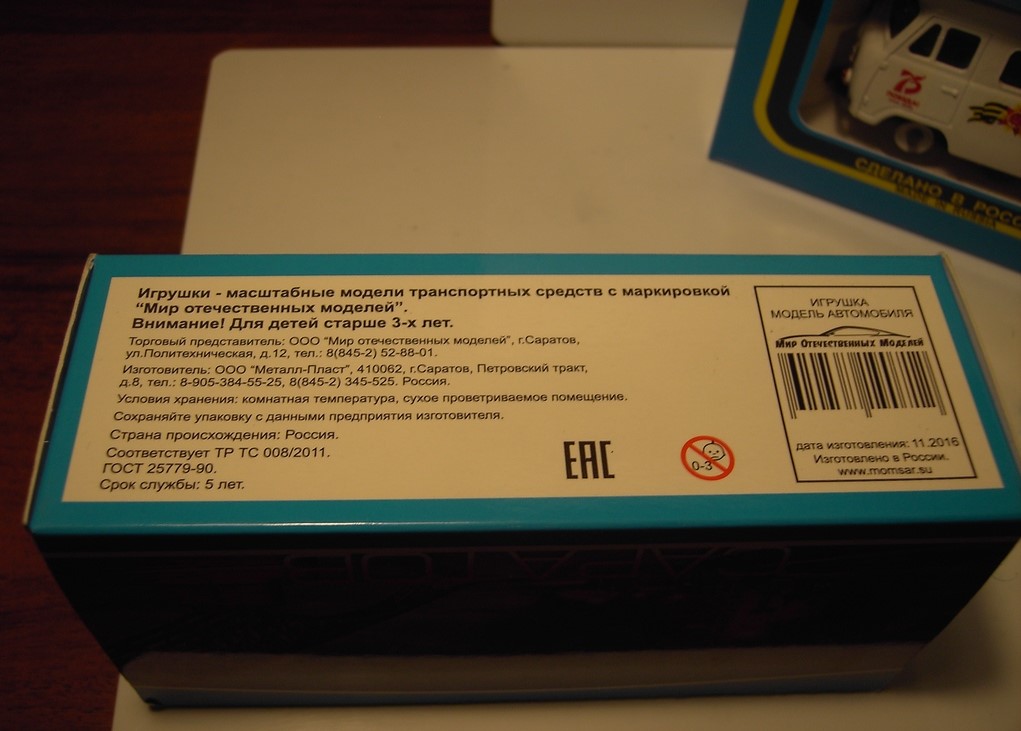 75
СДЕЛАНО В РОСС
MADE IN RUSSIA
Игрушки - масштабные модели транспортных средств с маркировкой
“Мир отечественных моделей”.
Внимание! Для детей старше 3-х лет.
Торговый представитель: ООО “Мир отечественных моделей”, г.Саратов,
ул.Политехническая, д.12, тел.: 8(845-2) 52-88-01.
Изготовитель: ООО “Металл-Пласт”, 410062, г.Саратов, Петровский тракт,
д.8, тел.: 8-905-384-55-25, 8(845-2) 345-525. Россия.
Условия хранения: комнатная температура, сухое проветриваемое помещение.
Сохраняйте упаковку с данными предприятия изготовителя.
Страна происхождения: Россия.
Соответствует ТР ТС 008/2011.
ГОСТ 25779-90.
Срок службы: 5 лет.
ЕАС
0-3
ИГРУШКА
МОДЕЛЬ АВТОМОБИЛЯ
Мир Отечественных Моделей
дата изготовления: 11.2016
Изготовлено в России.
www.momsar.su